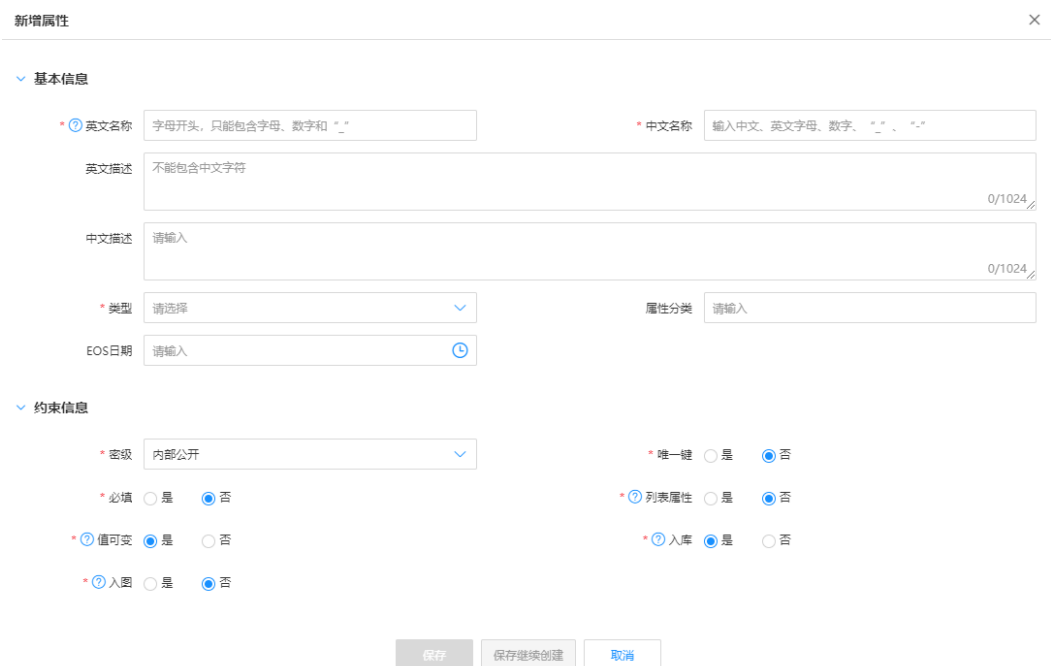 新增属性
基本信息
* ? 英文名称 字母开头，只能包含字母、数字和“_” * 中文名称 输入中文、英文字母、数字、“_”、“-”
英文描述 不能包含中文字符
0/1024
中文描述 请输入
0/1024
* 类型 请选择 属性分类 请输入
EOS日期 请输入
约束信息
* 密级 内部公开 * 唯一键 是 否
* 必填 是 否 * ? 列表属性 是 否
* ? 值可变 是 否 * ? 入库 是 否
* ? 入图 是 否
保存 保存继续创建 取消